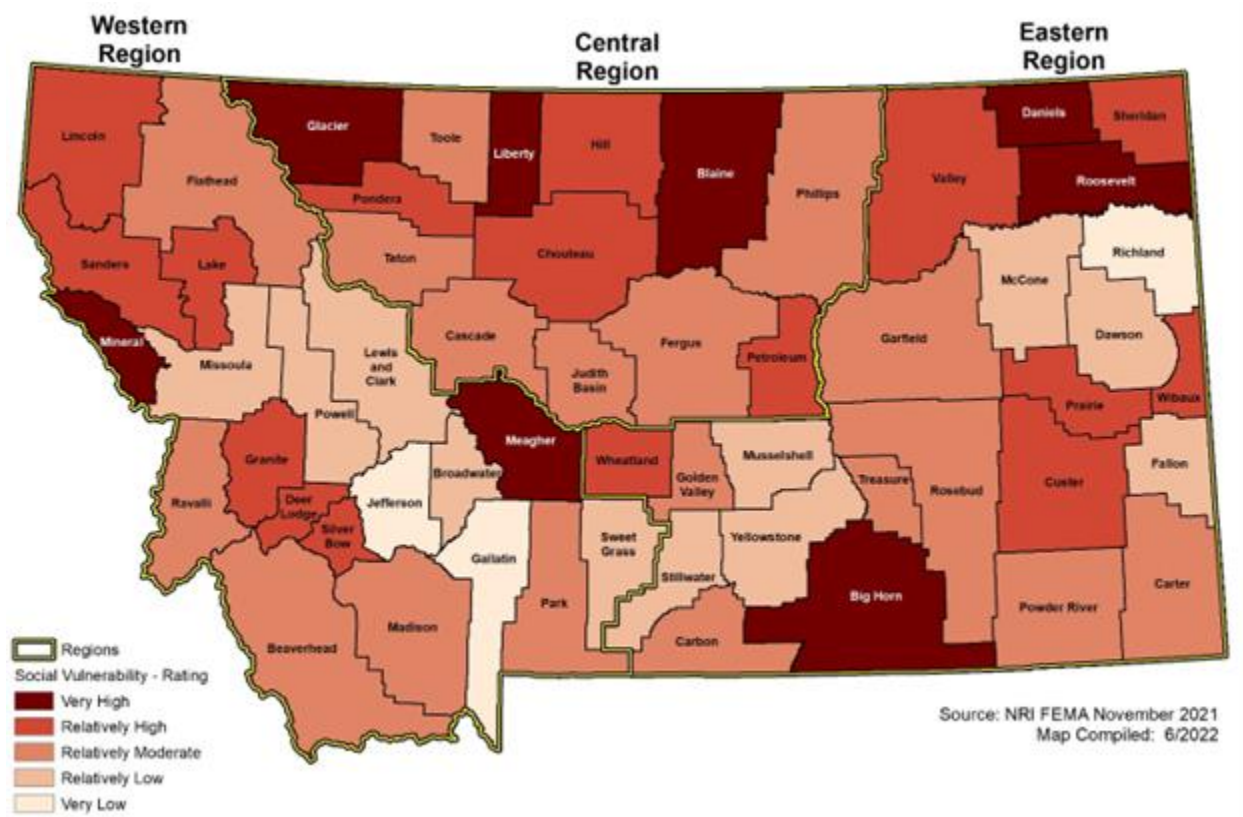 Western
Region
Central
Region
Eastern
Region
Lincoln
Flathead
Glacier
Toole
Liberty
Hill
Blaine
Phillips
Valley
Daniels
Sheridan
Roosevelt
Pondera
Teton
Chouteau
Sanders
Lake
Richland
McCone
Mineral
Missoula
Lewis
and
Clark
Cascade
Judith
Basin
Fergus
Petroleum
Garfield
Dawson
Prairie
Wibaux
Powell
Meagher
Granite
Broadwater
Wheatland
Golden
Valley
Musselshell
Treasure
Rosebud
Custer
Fallon
Ravalli
Deer
Lodge
Silver
Bow
Jefferson
Gallatin
Sweet
Grass
Yellowstone
Stillwater
Big Horn
Carter
Powder River
Park
Carbon
Madison
Beaverhead
Regions
Social Vulnerability - Rating
Very High
Relatively High
Relatively Moderate
Relatively Low
Very Low
Source: NRI FEMA November 2021
Map Compiled: 6/2022